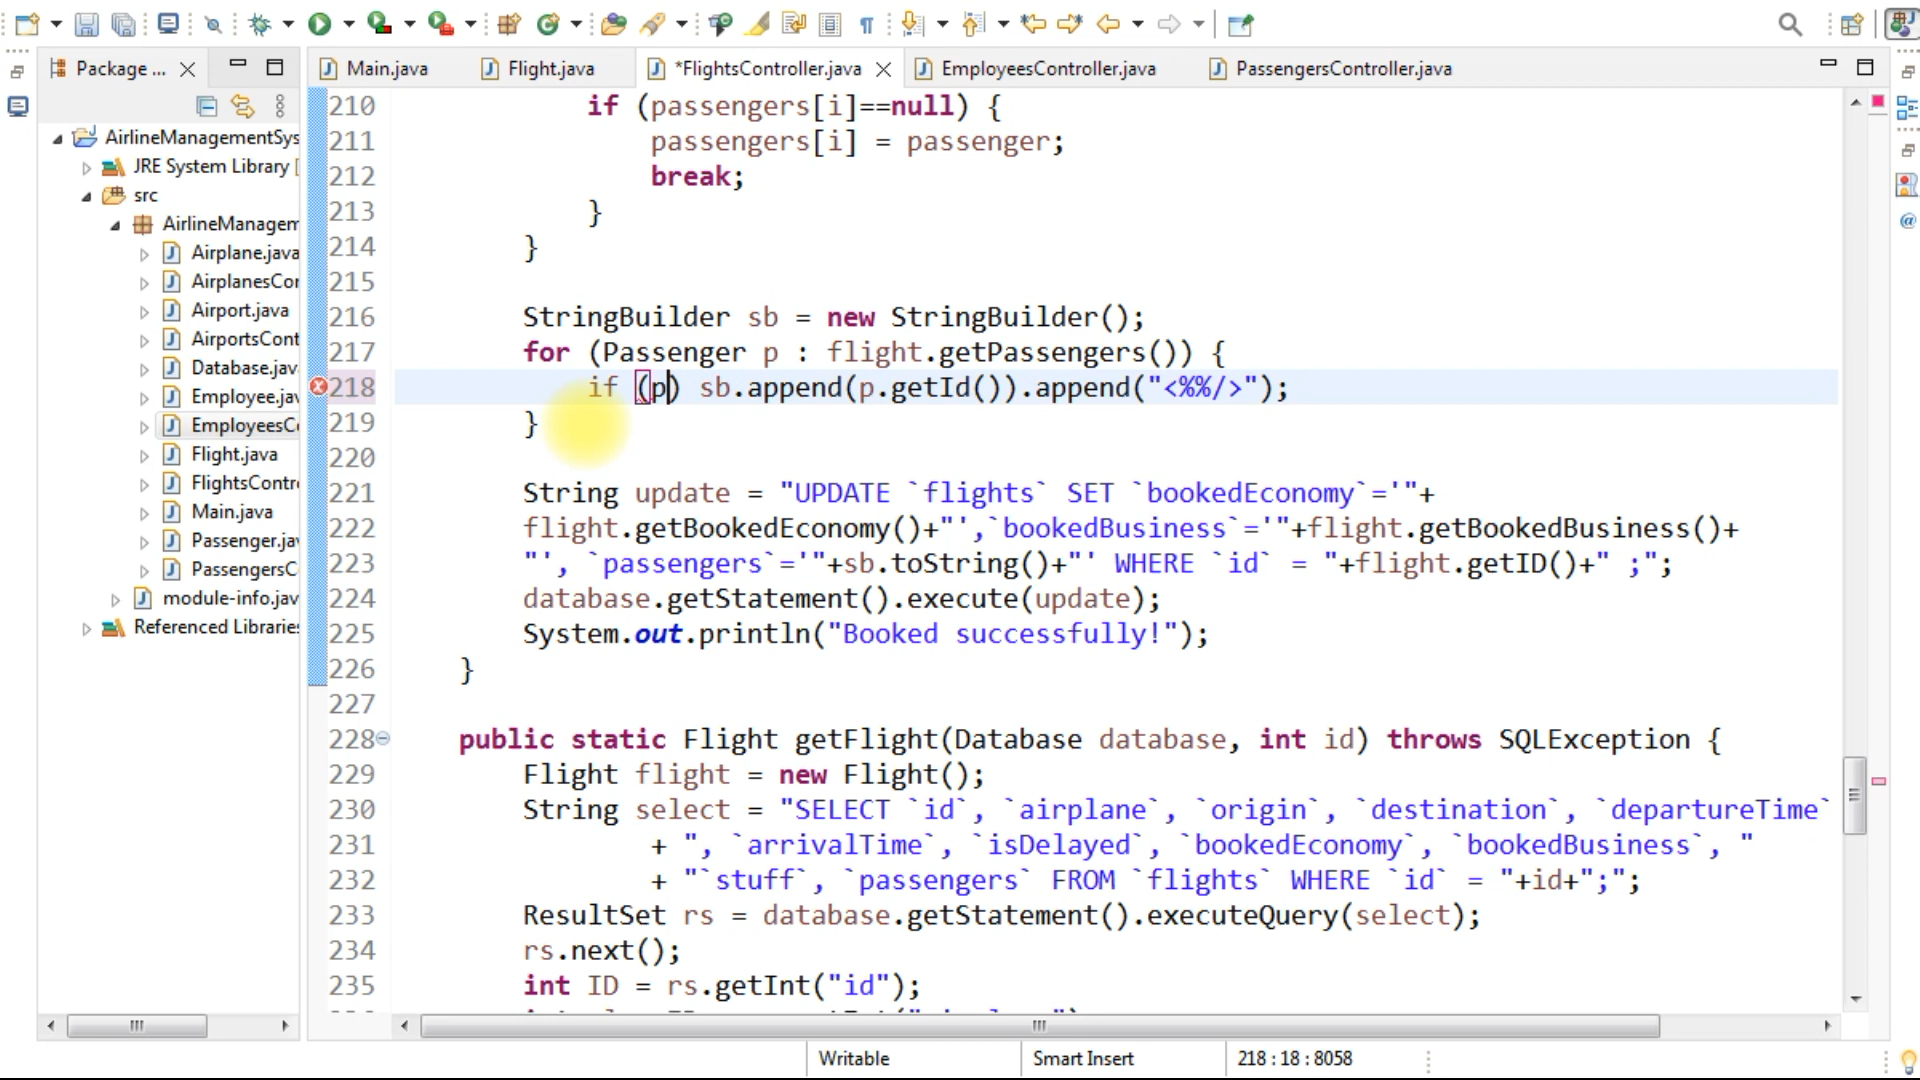 Package ...
Main.java
Flight.java
*FlightsController.java
EmployeesController.java
PassengersController.java
AirlineManagementSys
JRE System Library [
src
AirlineManagem
Airplane.java
AirplanesCon
Airport.java
AirportsCont
Database.jav
Employee.jav
EmployeesCo
Flight.java
FlightsContr
Main.java
Passenger.jav
PassengersC
module-info.jav
Referenced Libraries
210 if (passengers[i]==null) {
211 passengers[i] = passenger;
212 break;
213 }
214 }
215
216 StringBuilder sb = new StringBuilder();
217 for (Passenger p : flight.getPassengers()) {
218 if (p) sb.append(p.getId()).append("<%%/>");
219 }
220
221 String update = "UPDATE `flights` SET `bookedEconomy`='"+
222 flight.getBookedEconomy()+"',`bookedBusiness`='"+flight.getBookedBusiness()+
223 "', `passengers`='"+sb.toString()+"' WHERE `id` = "+flight.getID()+" ;";
224 database.getStatement().execute(update);
225 System.out.println("Booked successfully!");
226 }
227
228 public static Flight getFlight(Database database, int id) throws SQLException {
229 Flight flight = new Flight();
230 String select = "SELECT `id`, `airplane`, `origin`, `destination`, `departureTime`
231 + ", `arrivalTime`, `isDelayed`, `bookedEconomy`, `bookedBusiness`, "
232 + "`stuff`, `passengers` FROM `flights` WHERE `id` = "+id+";";
233 ResultSet rs = database.getStatement().executeQuery(select);
234 rs.next();
235 int ID = rs.getInt("id");
Writable
Smart Insert
218 : 18 : 8058